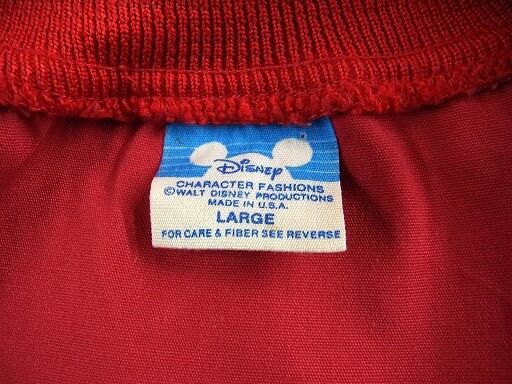 Disney
CHARACTER FASHIONS
©WALT DISNEY PRODUCTIONS
MADE IN U.S.A.
LARGE
FOR CARE & FIBER SEE REVERSE